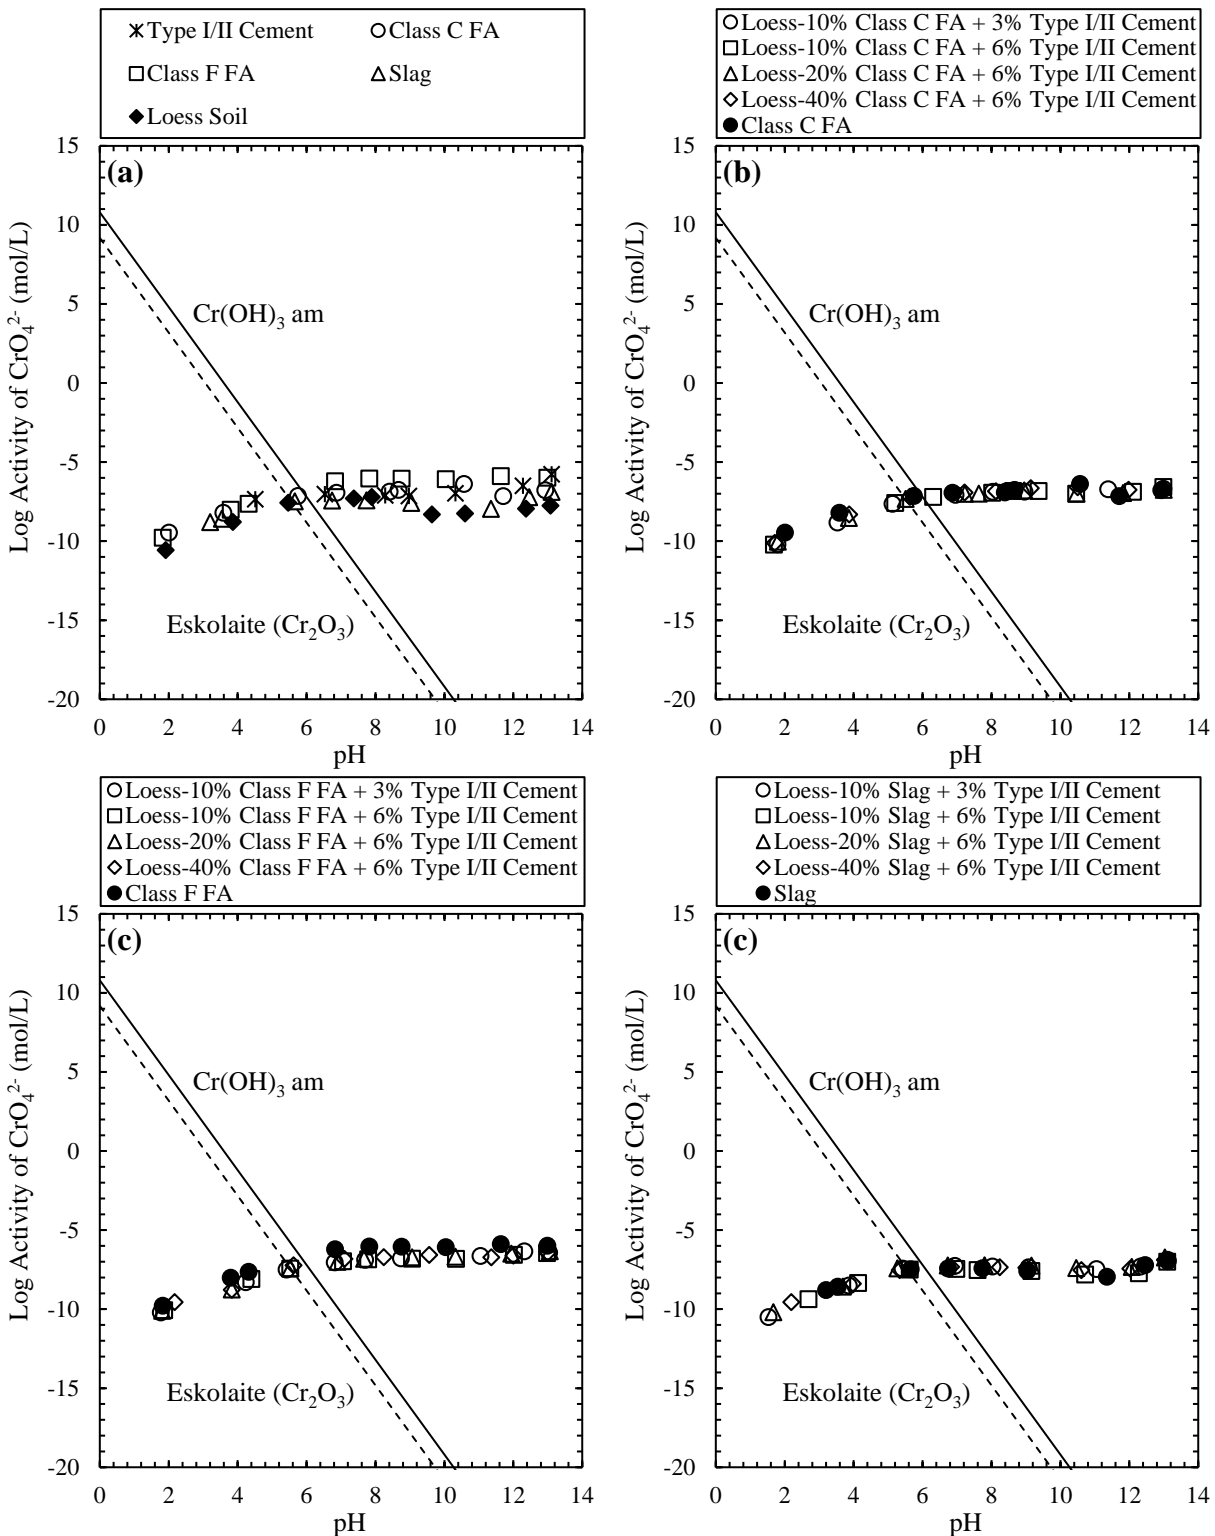 Type I/II Cement Class C FA
Class F FA Slag
Loess Soil
(a)
Log Activity of CrO₄²⁻ (mol/L)
15
10
5
0
-5
-10
-15
-20
Cr(OH)₃ am
Eskolaite (Cr₂O₃)
0 2 4 6 8 10 12 14
pH
Loess-10% Class C FA + 3% Type I/II Cement
Loess-10% Class C FA + 6% Type I/II Cement
Loess-20% Class C FA + 6% Type I/II Cement
Loess-40% Class C FA + 6% Type I/II Cement
Class C FA
(b)
Log Activity of CrO₄²⁻ (mol/L)
15
10
5
0
-5
-10
-15
-20
Cr(OH)₃ am
Eskolaite (Cr₂O₃)
0 2 4 6 8 10 12 14
pH
Loess-10% Class F FA + 3% Type I/II Cement
Loess-10% Class F FA + 6% Type I/II Cement
Loess-20% Class F FA + 6% Type I/II Cement
Loess-40% Class F FA + 6% Type I/II Cement
Class F FA
(c)
Log Activity of CrO₄²⁻ (mol/L)
15
10
5
0
-5
-10
-15
-20
Cr(OH)₃ am
Eskolaite (Cr₂O₃)
0 2 4 6 8 10 12 14
pH
Loess-10% Slag + 3% Type I/II Cement
Loess-10% Slag + 6% Type I/II Cement
Loess-20% Slag + 6% Type I/II Cement
Loess-40% Slag + 6% Type I/II Cement
Slag
(c)
Log Activity of CrO₄²⁻ (mol/L)
15
10
5
0
-5
-10
-15
-20
Cr(OH)₃ am
Eskolaite (Cr₂O₃)
0 2 4 6 8 10 12 14
pH